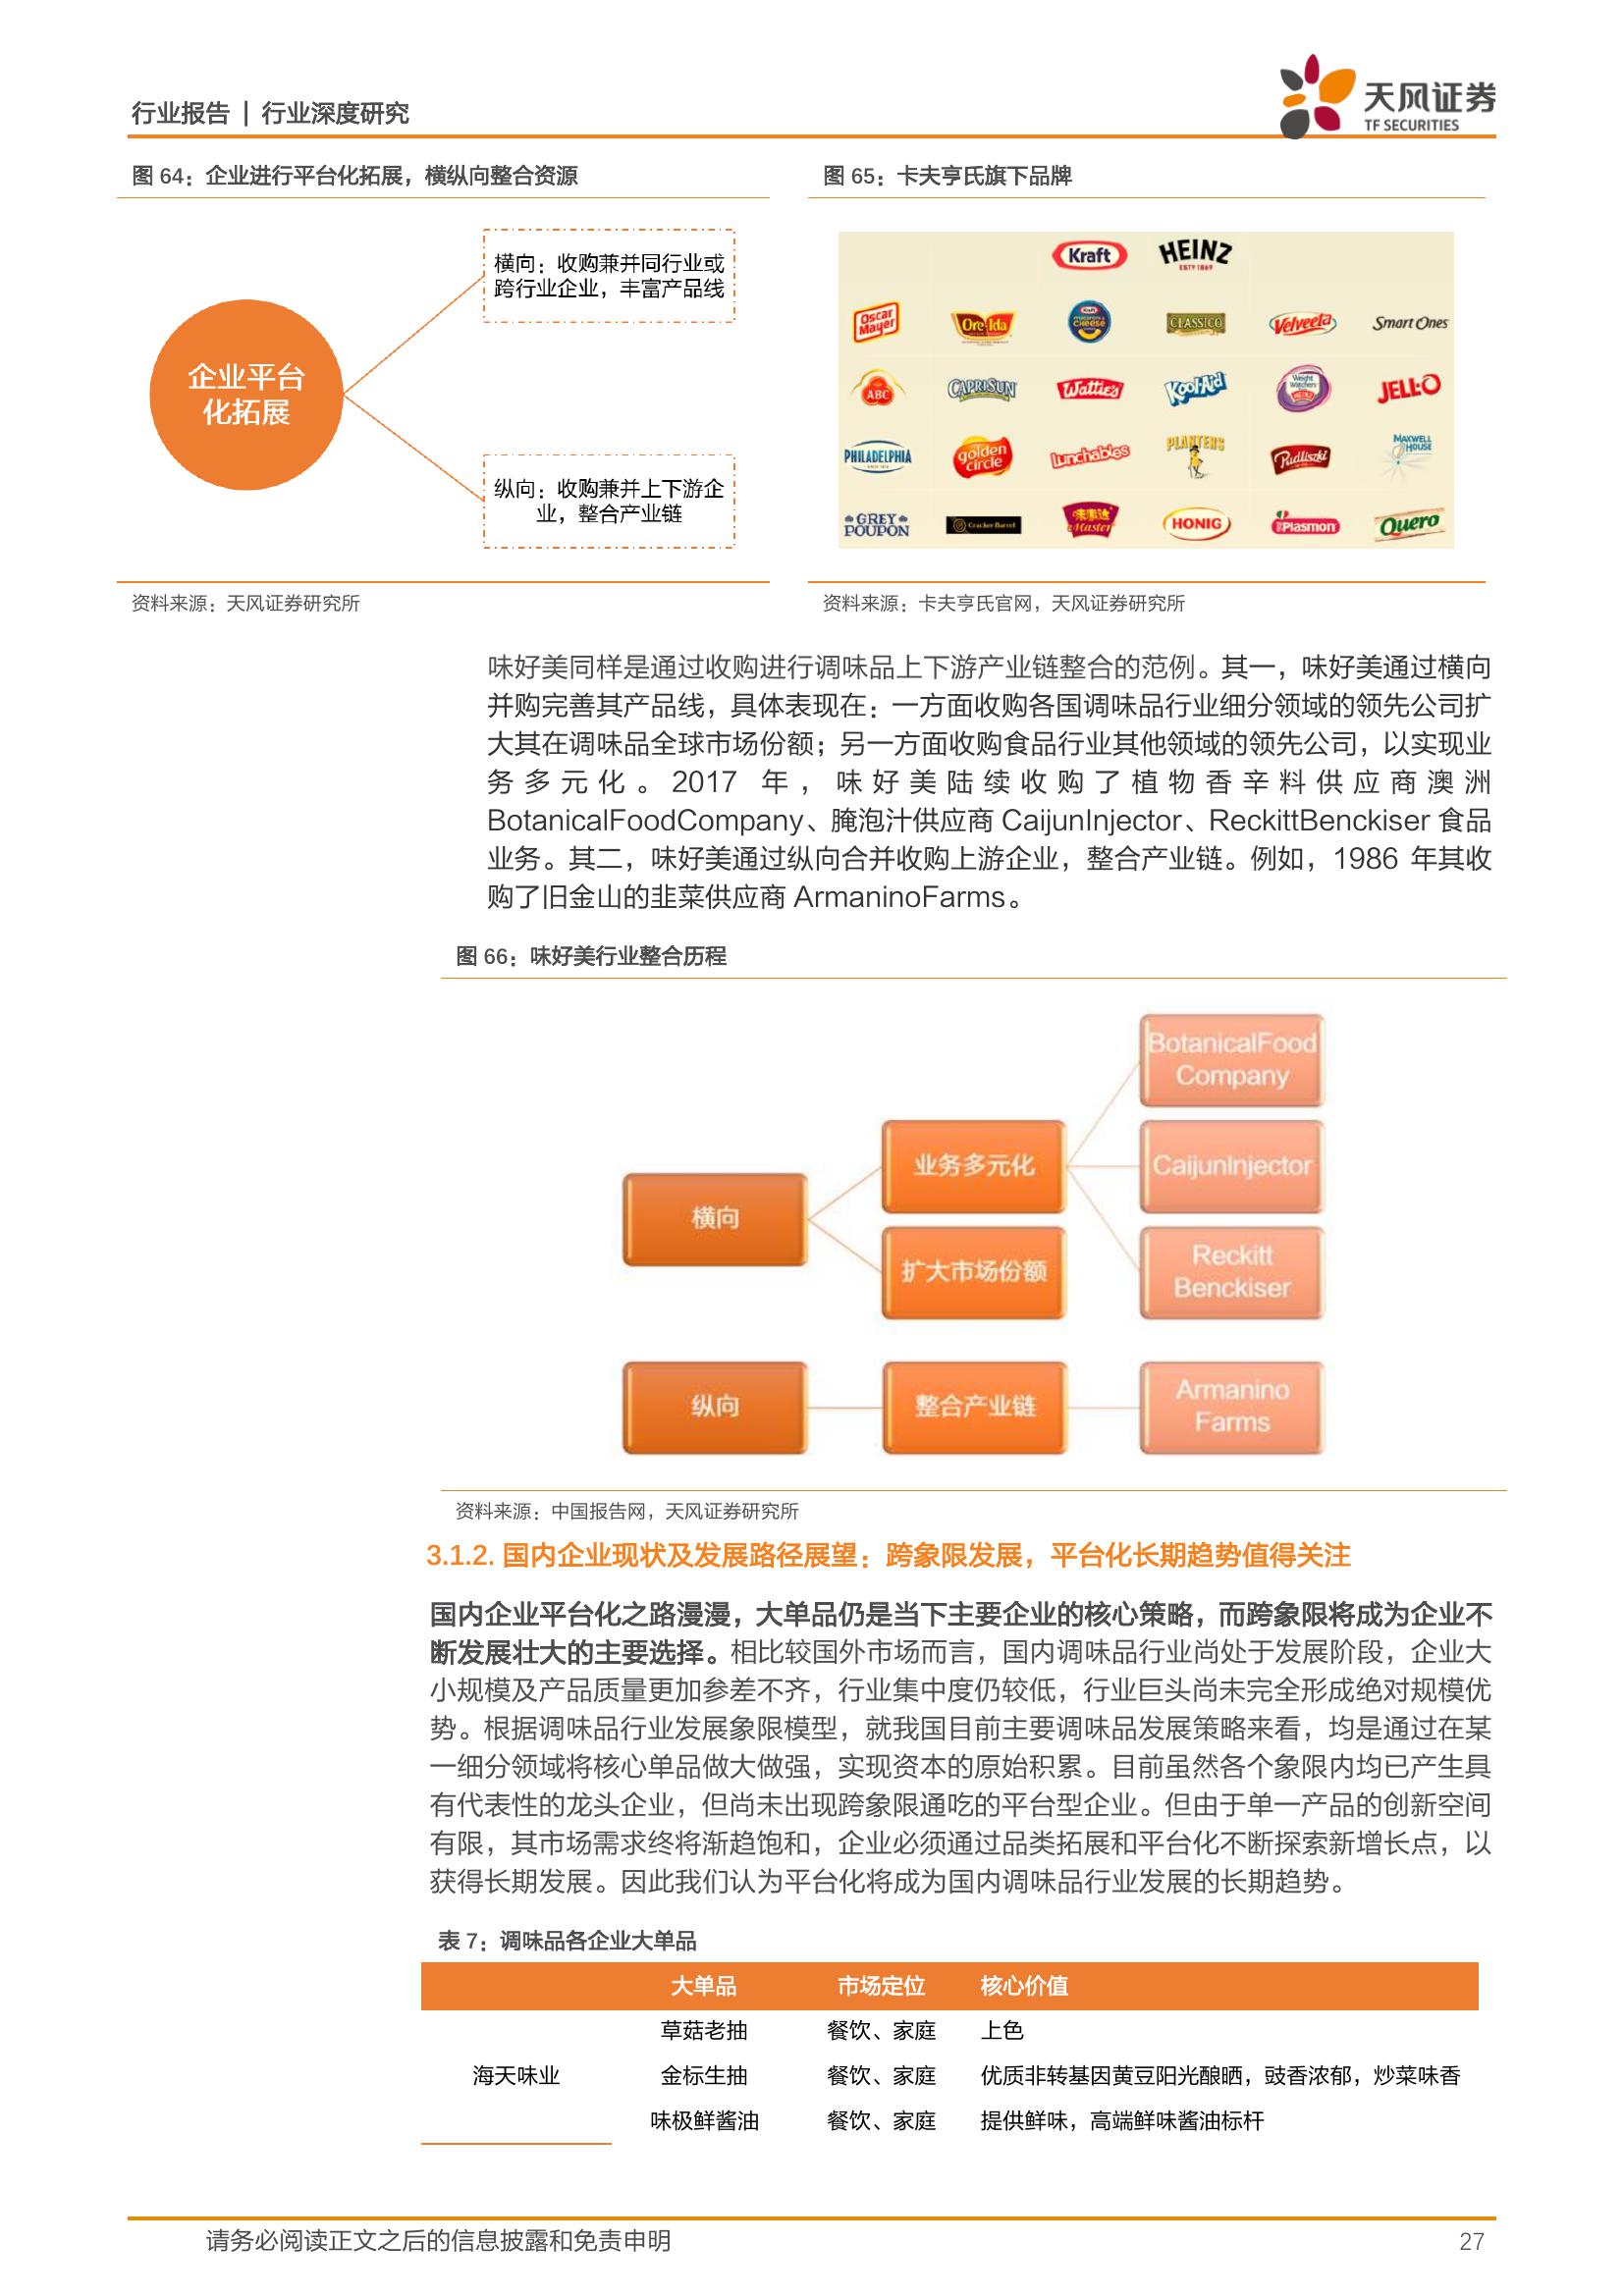 行业报告 | 行业深度研究
天风证券
TF SECURITIES
图 64：企业进行平台化拓展，横纵向整合资源
企业平台
化拓展
横向：收购兼并同行业或
跨行业企业，丰富产品线
纵向：收购兼并上下游企
业，整合产业链
资料来源：天风证券研究所
图 65：卡夫亨氏旗下品牌
Kraft HEINZ
ESTD 1869
Oscar Mayer Ore-Ida Kraft CHEESE CLASSICO Velveeta Smart Ones
ABC CAPRISUN Wattie's Kool-Aid Weight Watchers HEINZ JELL-O
PHILADELPHIA golden circle Lunchables PLANTERS Pudliszki MAXWELL HOUSE
GREY POUPON Cracker Barrel 味事达 Master HONIG Plasmon Quero
资料来源：卡夫亨氏官网，天风证券研究所
味好美同样是通过收购进行调味品上下游产业链整合的范例。其一，味好美通过横向
并购完善其产品线，具体表现在：一方面收购各国调味品行业细分领域的领先公司扩
大其在调味品全球市场份额；另一方面收购食品行业其他领域的领先公司，以实现业
务多元化。2017 年，味好美陆续收购了植物香辛料供应商澳洲
BotanicalFoodCompany、腌泡汁供应商 CaijunInjector、ReckittBenckiser 食品
业务。其二，味好美通过纵向合并收购上游企业，整合产业链。例如，1986 年其收
购了旧金山的韭菜供应商 ArmaninoFarms。
图 66：味好美行业整合历程
横向
业务多元化
扩大市场份额
BotanicalFood
Company
CaijunInjector
Reckitt
Benckiser
纵向
整合产业链
Armanino
Farms
资料来源：中国报告网，天风证券研究所
3.1.2. 国内企业现状及发展路径展望：跨象限发展，平台化长期趋势值得关注
国内企业平台化之路漫漫，大单品仍是当下主要企业的核心策略，而跨象限将成为企业不
断发展壮大的主要选择。相比较国外市场而言，国内调味品行业尚处于发展阶段，企业大
小规模及产品质量更加参差不齐，行业集中度仍较低，行业巨头尚未完全形成绝对规模优
势。根据调味品行业发展象限模型，就我国目前主要调味品发展策略来看，均是通过在某
一细分领域将核心单品做大做强，实现资本的原始积累。目前虽然各个象限内均已产生具
有代表性的龙头企业，但尚未出现跨象限通吃的平台型企业。但由于单一产品的创新空间
有限，其市场需求终将渐趋饱和，企业必须通过品类拓展和平台化不断探索新增长点，以
获得长期发展。因此我们认为平台化将成为国内调味品行业发展的长期趋势。
表 7：调味品各企业大单品
大单品 市场定位 核心价值
草菇老抽 餐饮、家庭 上色
海天味业 金标生抽 餐饮、家庭 优质非转基因黄豆阳光酿晒，豉香浓郁，炒菜味香
味极鲜酱油 餐饮、家庭 提供鲜味，高端鲜味酱油标杆
请务必阅读正文之后的信息披露和免责申明
27